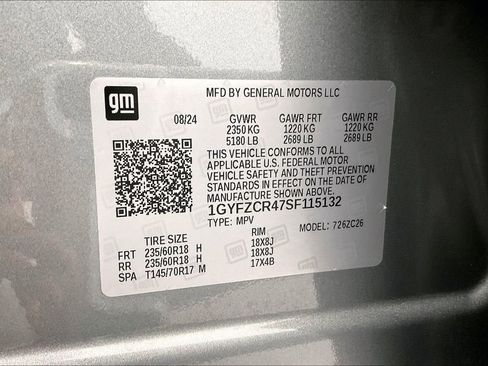 gm
MFD BY GENERAL MOTORS LLC
08/24 GVWR GAWR FRT GAWR RR
2350 KG 1220 KG 1220 KG
5180 LB 2689 LB 2689 LB
THIS VEHICLE CONFORMS TO ALL
APPLICABLE U.S. FEDERAL MOTOR
VEHICLE SAFETY AND THEFT PREVENTION
STANDARDS IN EFFECT ON THE DATE OF
MANUFACTURE SHOWN ABOVE.
1GYFZCR47SF115132
TYPE: MPV MODEL: 726ZC26
TIRE SIZE RIM
FRT 235/60R18 H 18X8J
RR 235/60R18 H 18X8J
SPA T145/70R17 M 17X4B